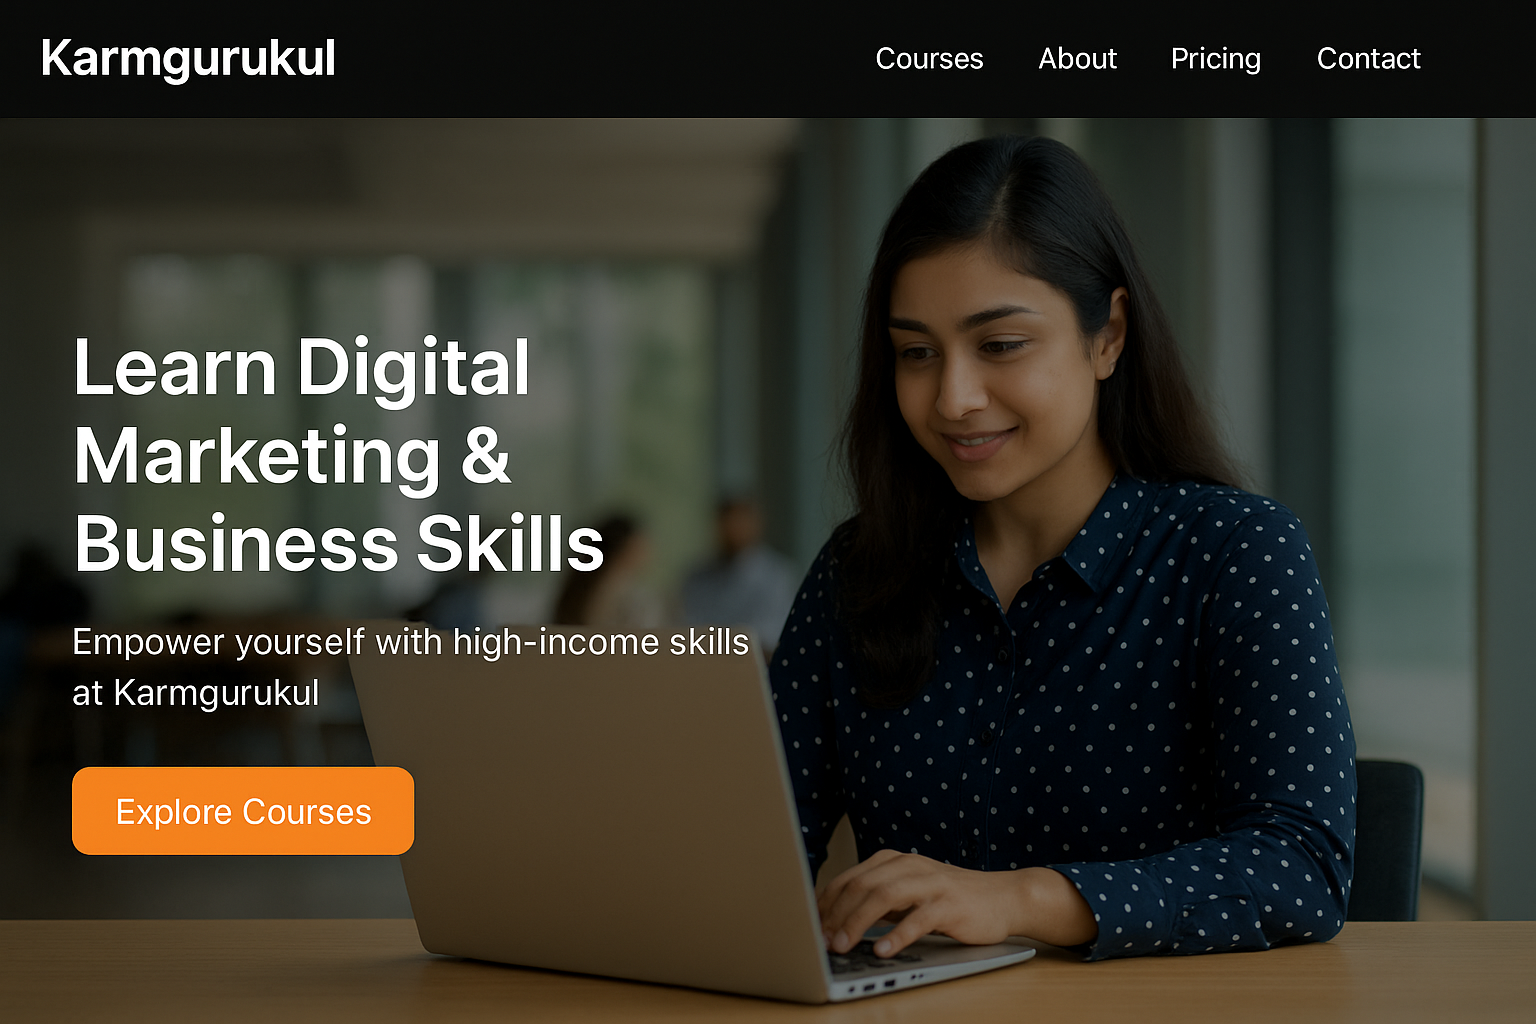 Karmgurukul
Courses About Pricing Contact
Learn Digital
Marketing &
Business Skills
Empower yourself with high-income skills
at Karmgurukul
Explore Courses